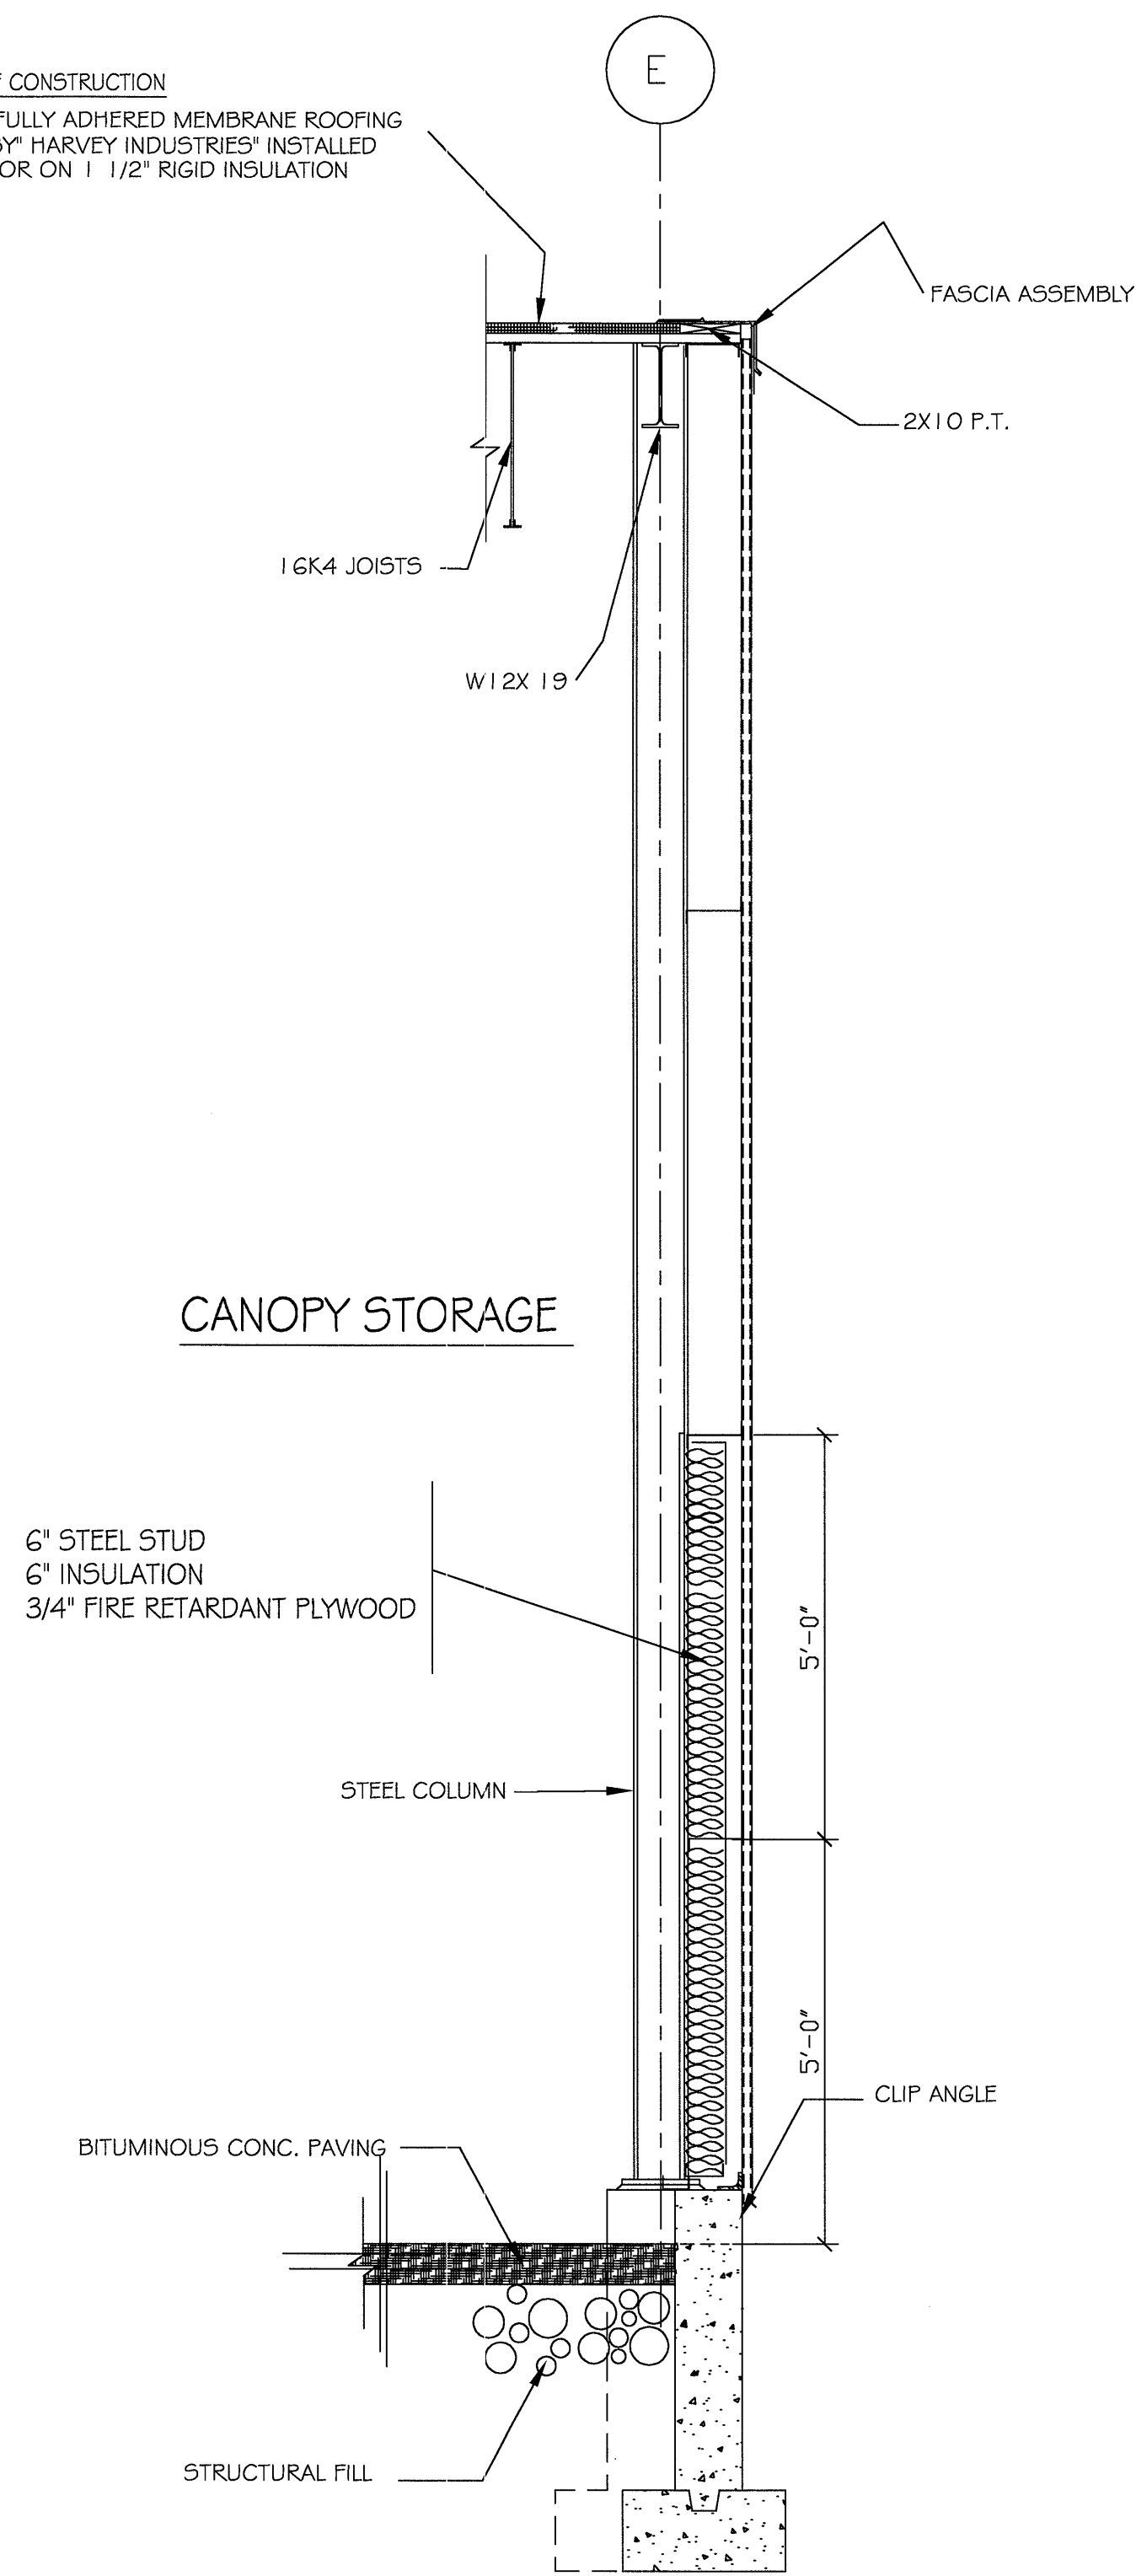 E
CONSTRUCTION
FULLY ADHERED MEMBRANE ROOFING
BY" HARVEY INDUSTRIES" INSTALLED
OR ON 1 1/2" RIGID INSULATION
FASCIA ASSEMBLY
2X10 P.T.
16K4 JOISTS
W12X 19
CANOPY STORAGE
6" STEEL STUD
6" INSULATION
3/4" FIRE RETARDANT PLYWOOD
5'-0"
STEEL COLUMN
5'-0"
CLIP ANGLE
BITUMINOUS CONC. PAVING
STRUCTURAL FILL